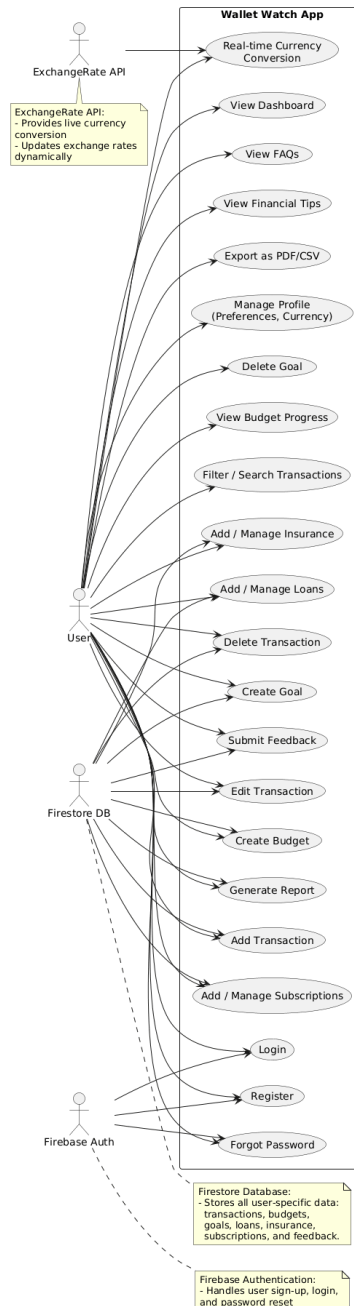 Wallet Watch App
Real-time Currency
Conversion
ExchangeRate API
View Dashboard
ExchangeRate API:
- Provides live currency
conversion
- Updates exchange rates
dynamically
View FAQs
View Financial Tips
Export as PDF/CSV
Manage Profile
(Preferences, Currency)
Delete Goal
View Budget Progress
Filter / Search Transactions
Add / Manage Insurance
Add / Manage Loans
User
Delete Transaction
Create Goal
Submit Feedback
Edit Transaction
Firestore DB
Create Budget
Generate Report
Add Transaction
Add / Manage Subscriptions
Login
Register
Firebase Auth
Forgot Password
Firestore Database:
- Stores all user-specific data:
transactions, budgets,
goals, loans, insurance,
subscriptions, and feedback.
Firebase Authentication:
- Handles user sign-up, login,
and password reset